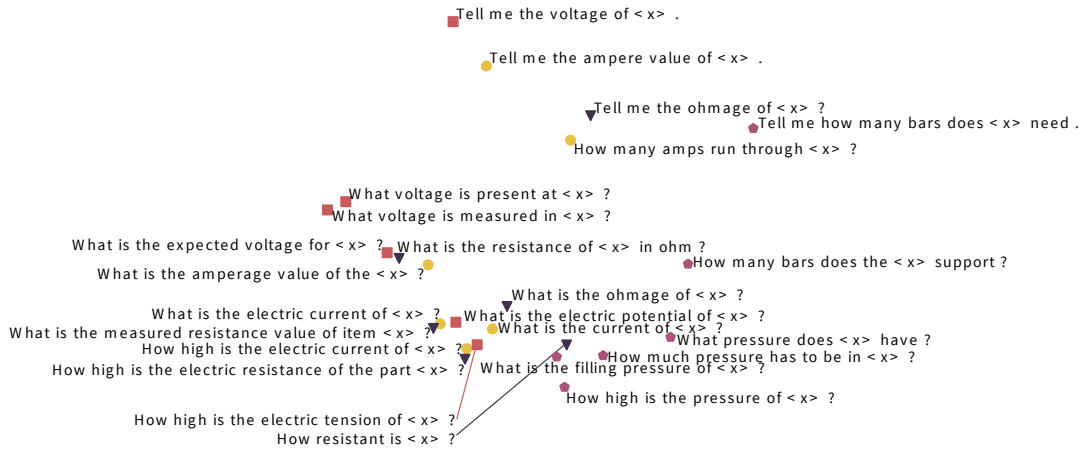 Tell me the voltage of <x> .
Tell me the ampere value of <x> .
Tell me the ohmage of <x> ?
Tell me how many bars does <x> need .
How many amps run through <x> ?
What voltage is present at <x> ?
What voltage is measured in <x> ?
What is the expected voltage for <x> ?
What is the resistance of <x> in ohm ?
How many bars does the <x> support ?
What is the amperage value of the <x> ?
What is the ohmage of <x> ?
What is the electric current of <x> ?
What is the electric potential of <x> ?
What is the current of <x> ?
What is the measured resistance value of item <x> ?
What pressure does <x> have ?
How high is the electric current of <x> ?
How much pressure has to be in <x> ?
How high is the electric resistance of the part <x> ?
What is the filling pressure of <x> ?
How high is the pressure of <x> ?
How high is the electric tension of <x> ?
How resistant is <x> ?